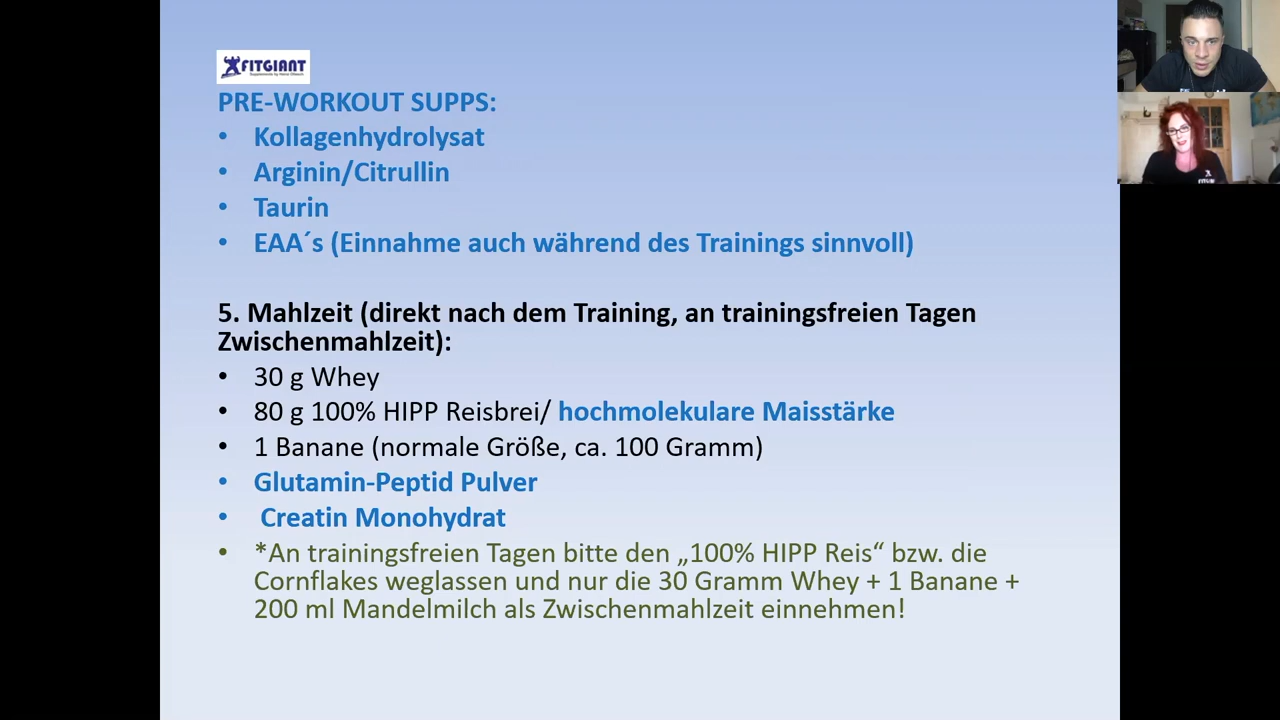 FITGIANT
PRE-WORKOUT SUPPS:
• Kollagenhydrolysat
• Arginin/Citrullin
• Taurin
• EAA´s (Einnahme auch während des Trainings sinnvoll)
5. Mahlzeit (direkt nach dem Training, an trainingsfreien Tagen
Zwischenmahlzeit):
• 30 g Whey
• 80 g 100% HIPP Reisbrei/ hochmolekulare Maisstärke
• 1 Banane (normale Größe, ca. 100 Gramm)
• Glutamin-Peptid Pulver
• Creatin Monohydrat
• *An trainingsfreien Tagen bitte den „100% HIPP Reis“ bzw. die
Cornflakes weglassen und nur die 30 Gramm Whey + 1 Banane +
200 ml Mandelmilch als Zwischenmahlzeit einnehmen!